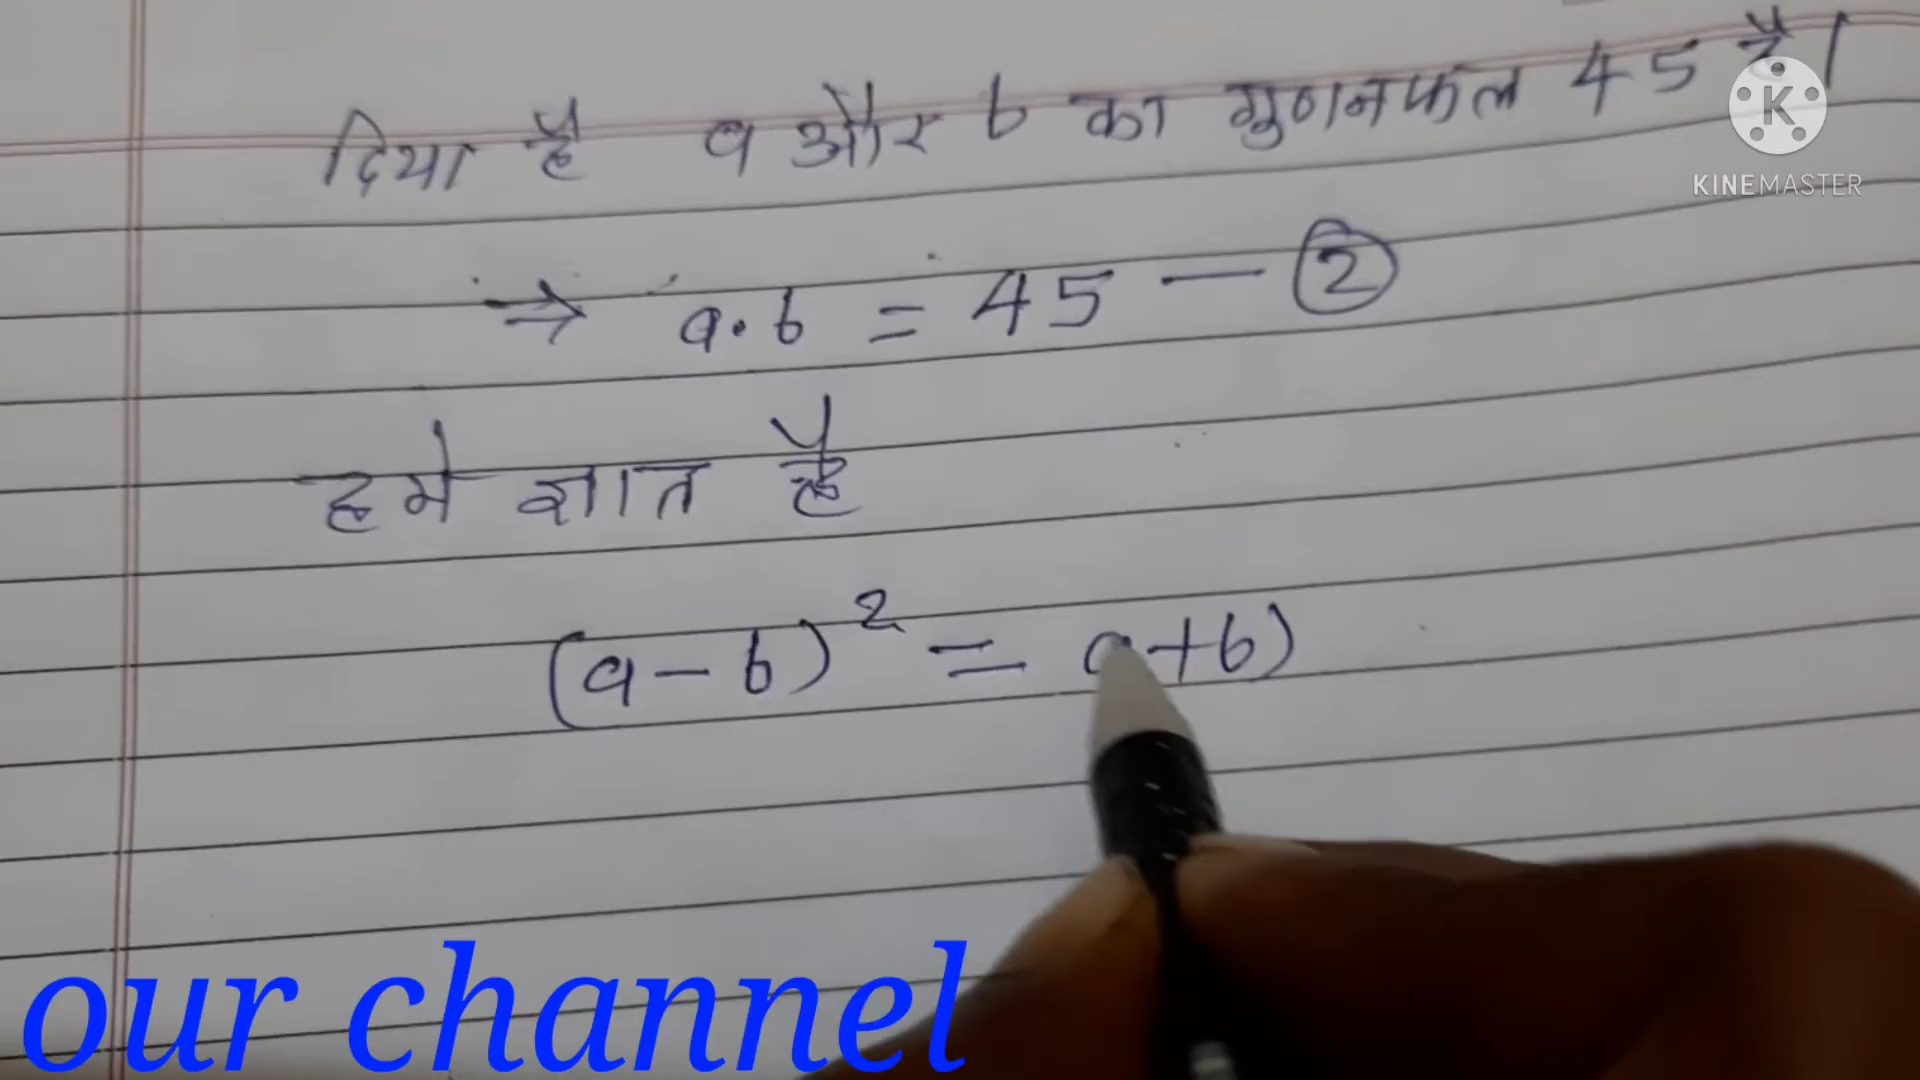 दिया है a और b का गुणनफल 45 है।
KINEMASTER
⇒ a·b = 45 — ②
हमे ज्ञात है
(a-b)² = a+b)
our channel